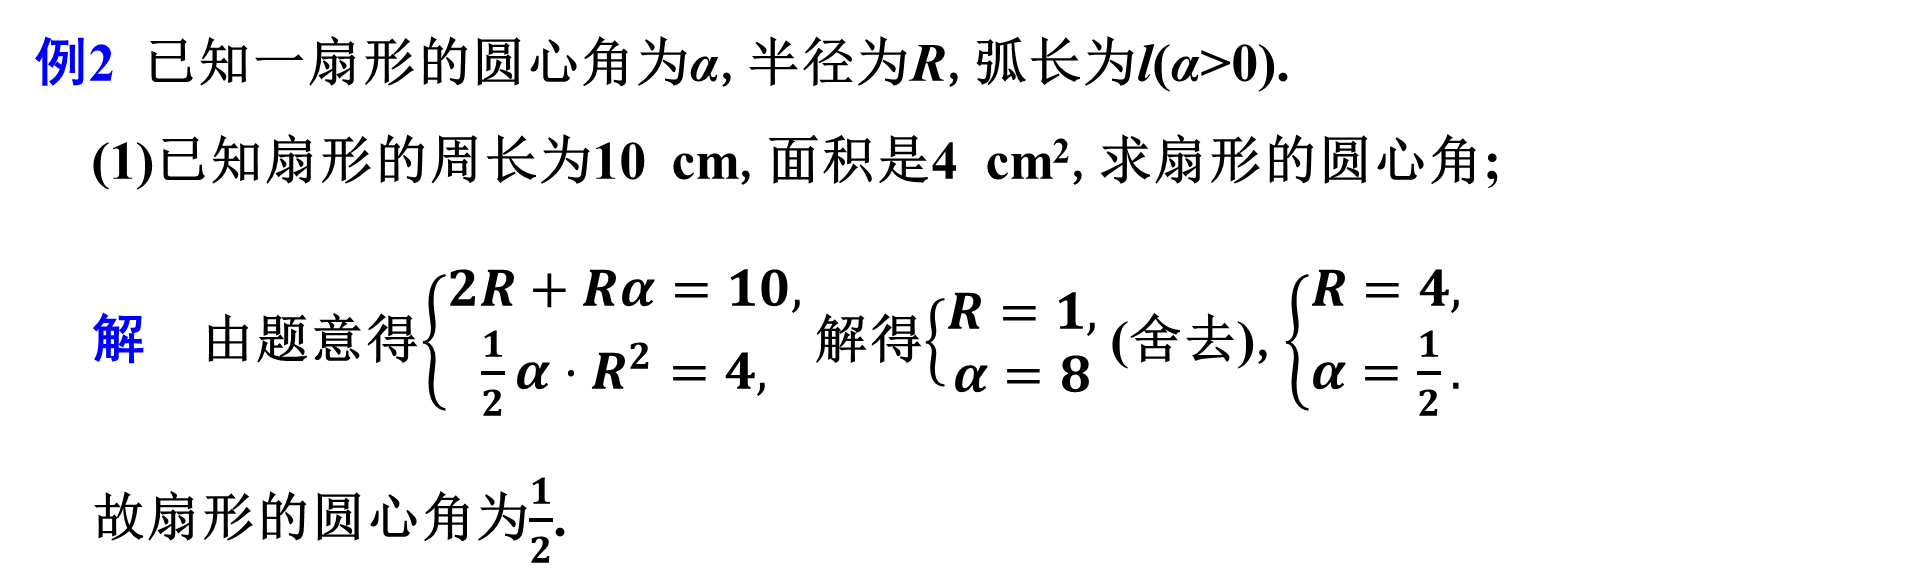 例2 已知一扇形的圆心角为α, 半径为R, 弧长为l(α>0).
(1)已知扇形的周长为10 cm, 面积是4 cm², 求扇形的圆心角;
解 由题意得{2R + Rα = 10, 1/2 α · R² = 4, 解得{R = 1, α = 8 (舍去), {R = 4, α = 1/2.
故扇形的圆心角为1/2.